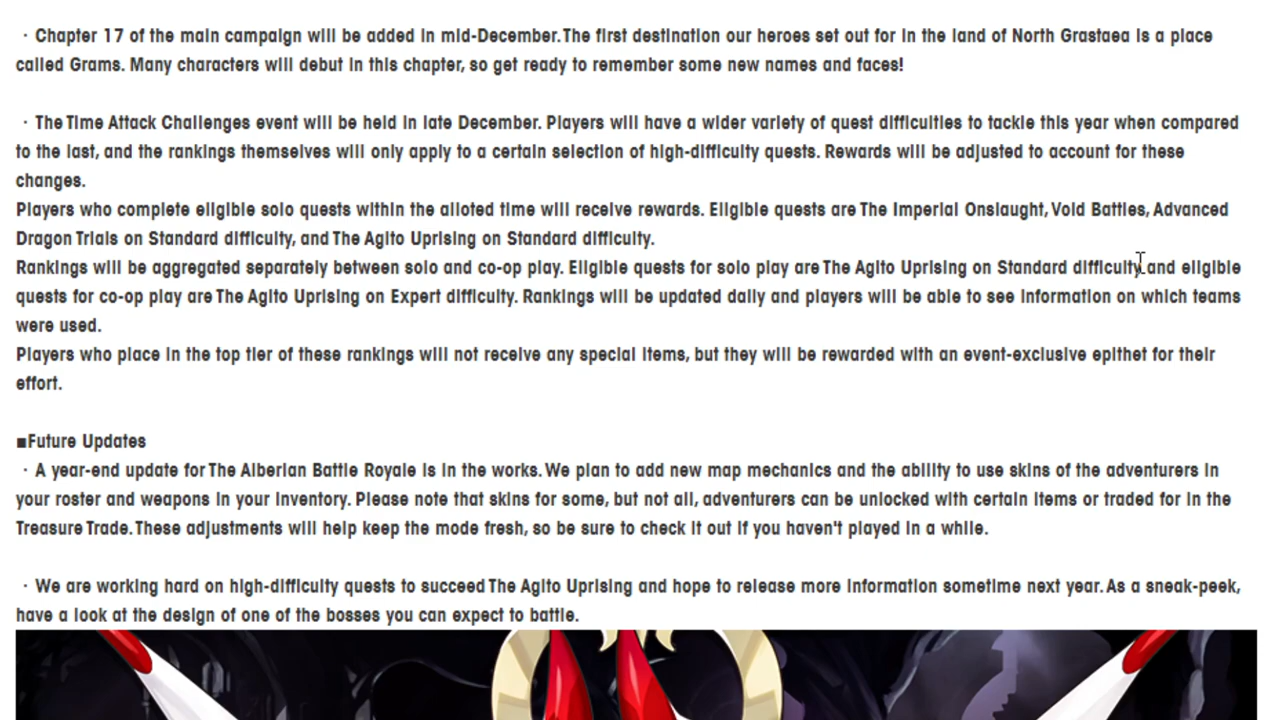 · Chapter 17 of the main campaign will be added in mid-December. The first destination our heroes set out for in the land of North Grastaea is a place
called Grams. Many characters will debut in this chapter, so get ready to remember some new names and faces!
· The Time Attack Challenges event will be held in late December. Players will have a wider variety of quest difficulties to tackle this year when compared
to the last, and the rankings themselves will only apply to a certain selection of high-difficulty quests. Rewards will be adjusted to account for these
changes.
Players who complete eligible solo quests within the alloted time will receive rewards. Eligible quests are The Imperial Onslaught, Void Battles, Advanced
Dragon Trials on Standard difficulty, and The Agito Uprising on Standard difficulty.
Rankings will be aggregated separately between solo and co-op play. Eligible quests for solo play are The Agito Uprising on Standard difficulty and eligible
quests for co-op play are The Agito Uprising on Expert difficulty. Rankings will be updated daily and players will be able to see information on which teams
were used.
Players who place in the top tier of these rankings will not receive any special items, but they will be rewarded with an event-exclusive epithet for their
effort.
■Future Updates
· A year-end update for The Alberian Battle Royale is in the works. We plan to add new map mechanics and the ability to use skins of the adventurers in
your roster and weapons in your inventory. Please note that skins for some, but not all, adventurers can be unlocked with certain items or traded for in the
Treasure Trade. These adjustments will help keep the mode fresh, so be sure to check it out if you haven't played in a while.
· We are working hard on high-difficulty quests to succeed The Agito Uprising and hope to release more information sometime next year. As a sneak-peek,
have a look at the design of one of the bosses you can expect to battle.